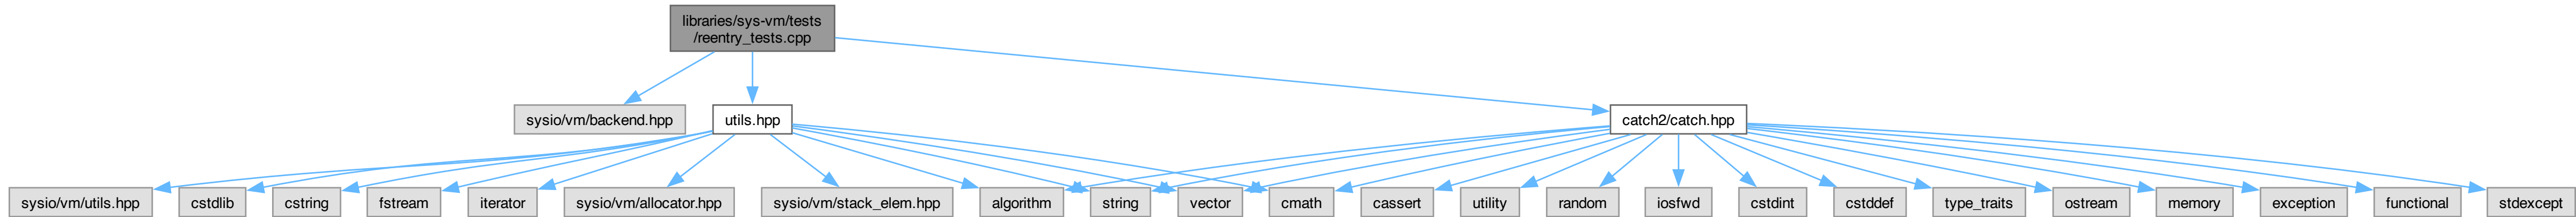 libraries/sys-vm/tests
/reentry_tests.cpp
sysio/vm/backend.hpp
utils.hpp
catch2/catch.hpp
sysio/vm/utils.hpp
cstdlib
cstring
fstream
iterator
sysio/vm/allocator.hpp
sysio/vm/stack_elem.hpp
algorithm
string
vector
cmath
cassert
utility
random
iosfwd
cstdint
cstddef
type_traits
ostream
memory
exception
functional
stdexcept